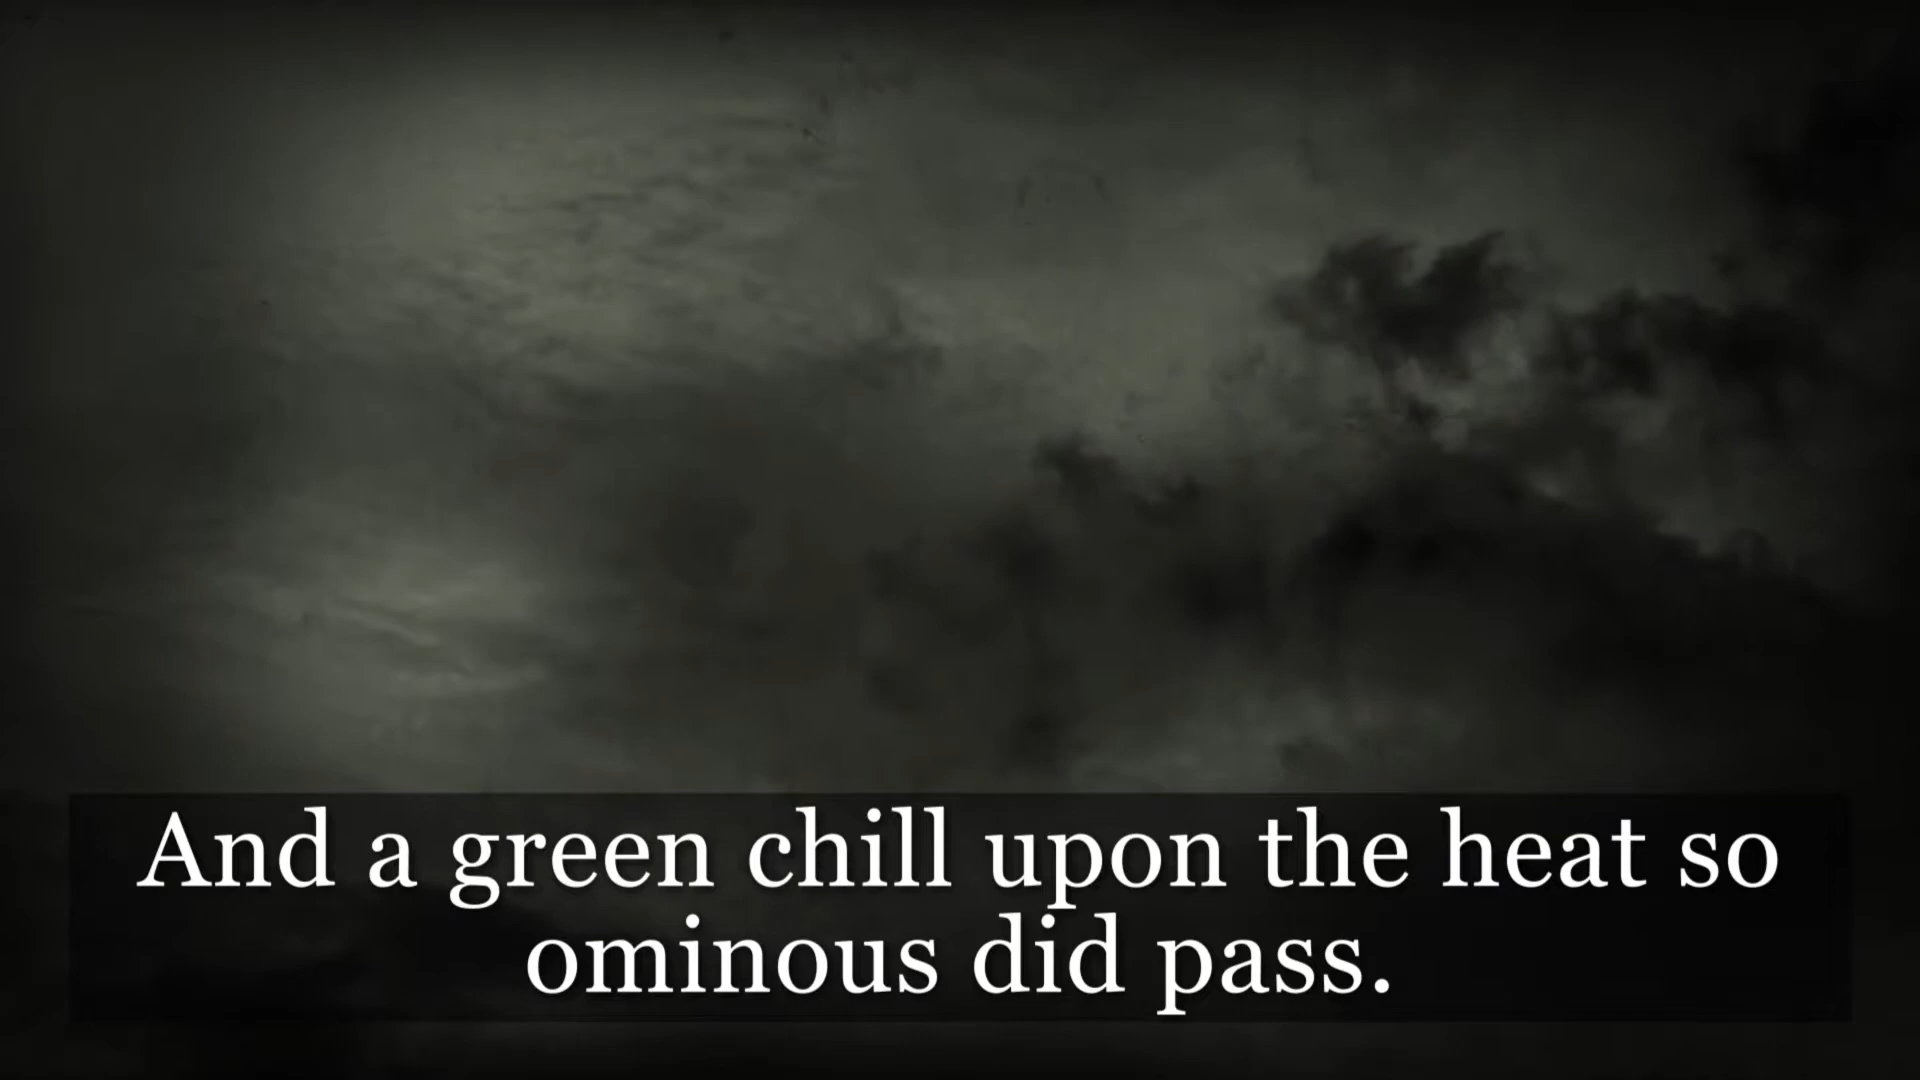 And a green chill upon the heat so
ominous did pass.